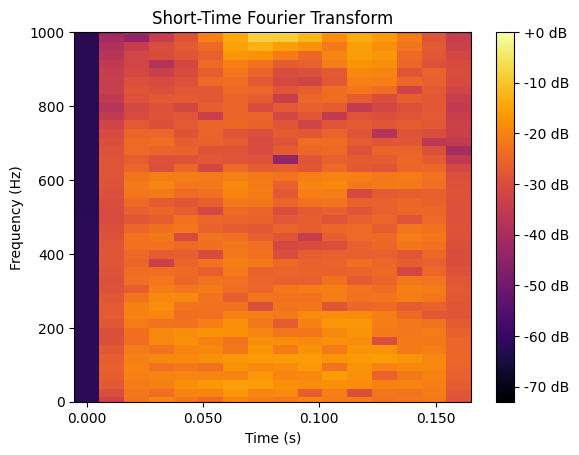 Short-Time Fourier Transform
1000
800
600
400
200
0
Frequency (Hz)
0.000
0.050
0.100
0.150
Time (s)
+0 dB
-10 dB
-20 dB
-30 dB
-40 dB
-50 dB
-60 dB
-70 dB